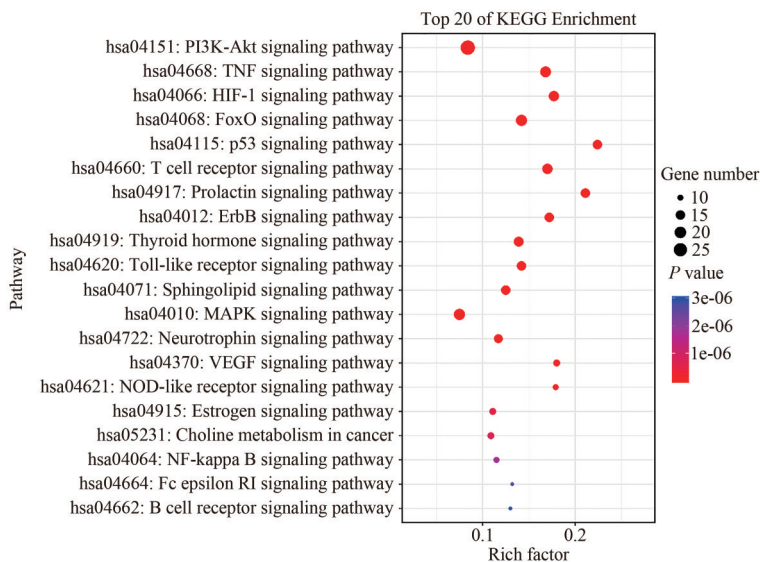 Top 20 of KEGG Enrichment
hsa04151: PI3K-Akt signaling pathway
hsa04668: TNF signaling pathway
hsa04066: HIF-1 signaling pathway
hsa04068: FoxO signaling pathway
hsa04115: p53 signaling pathway
hsa04660: T cell receptor signaling pathway
hsa04917: Prolactin signaling pathway
hsa04012: ErbB signaling pathway
hsa04919: Thyroid hormone signaling pathway
hsa04620: Toll-like receptor signaling pathway
hsa04071: Sphingolipid signaling pathway
hsa04010: MAPK signaling pathway
hsa04722: Neurotrophin signaling pathway
hsa04370: VEGF signaling pathway
hsa04621: NOD-like receptor signaling pathway
hsa04915: Estrogen signaling pathway
hsa05231: Choline metabolism in cancer
hsa04064: NF-kappa B signaling pathway
hsa04664: Fc epsilon RI signaling pathway
hsa04662: B cell receptor signaling pathway
Pathway
0.1 0.2
Rich factor
Gene number
10
15
20
25
P value
3e-06
2e-06
1e-06